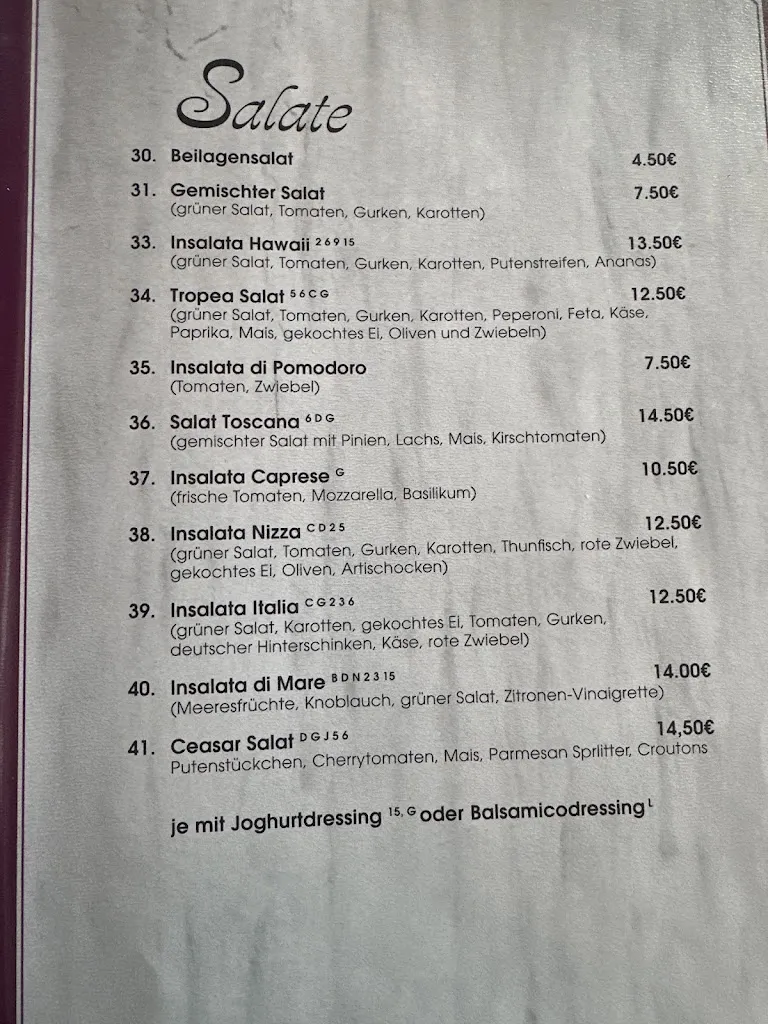 Salate
30. Beilagensalat 4.50€
31. Gemischter Salat 7.50€
(grüner Salat, Tomaten, Gurken, Karotten)
33. Insalata Hawaii 2 6 9 15 13.50€
(grüner Salat, Tomaten, Gurken, Karotten, Putenstreifen, Ananas)
34. Tropea Salat 5 6 C G 12.50€
(grüner Salat, Tomaten, Gurken, Karotten, Peperoni, Feta, Käse,
Paprika, Mais, gekochtes Ei, Oliven und Zwiebeln)
35. Insalata di Pomodoro 7.50€
(Tomaten, Zwiebel)
36. Salat Toscana 6 D G 14.50€
(gemischter Salat mit Pinien, Lachs, Mais, Kirschtomaten)
37. Insalata Caprese G 10.50€
(frische Tomaten, Mozzarella, Basilikum)
38. Insalata Nizza C D 2 5 12.50€
(grüner Salat, Tomaten, Gurken, Karotten, Thunfisch, rote Zwiebel,
gekochtes Ei, Oliven, Artischocken)
39. Insalata Italia C G 2 3 6 12.50€
(grüner Salat, Karotten, gekochtes Ei, Tomaten, Gurken,
deutscher Hinterschinken, Käse, rote Zwiebel)
40. Insalata di Mare B D N 2 3 15 14.00€
(Meeresfrüchte, Knoblauch, grüner Salat, Zitronen-Vinaigrette)
41. Ceasar Salat D G J 5 6 14,50€
Putenstückchen, Cherrytomaten, Mais, Parmesan Sprlitter, Croutons
je mit Joghurtdressing 15, G oder Balsamicodressing L